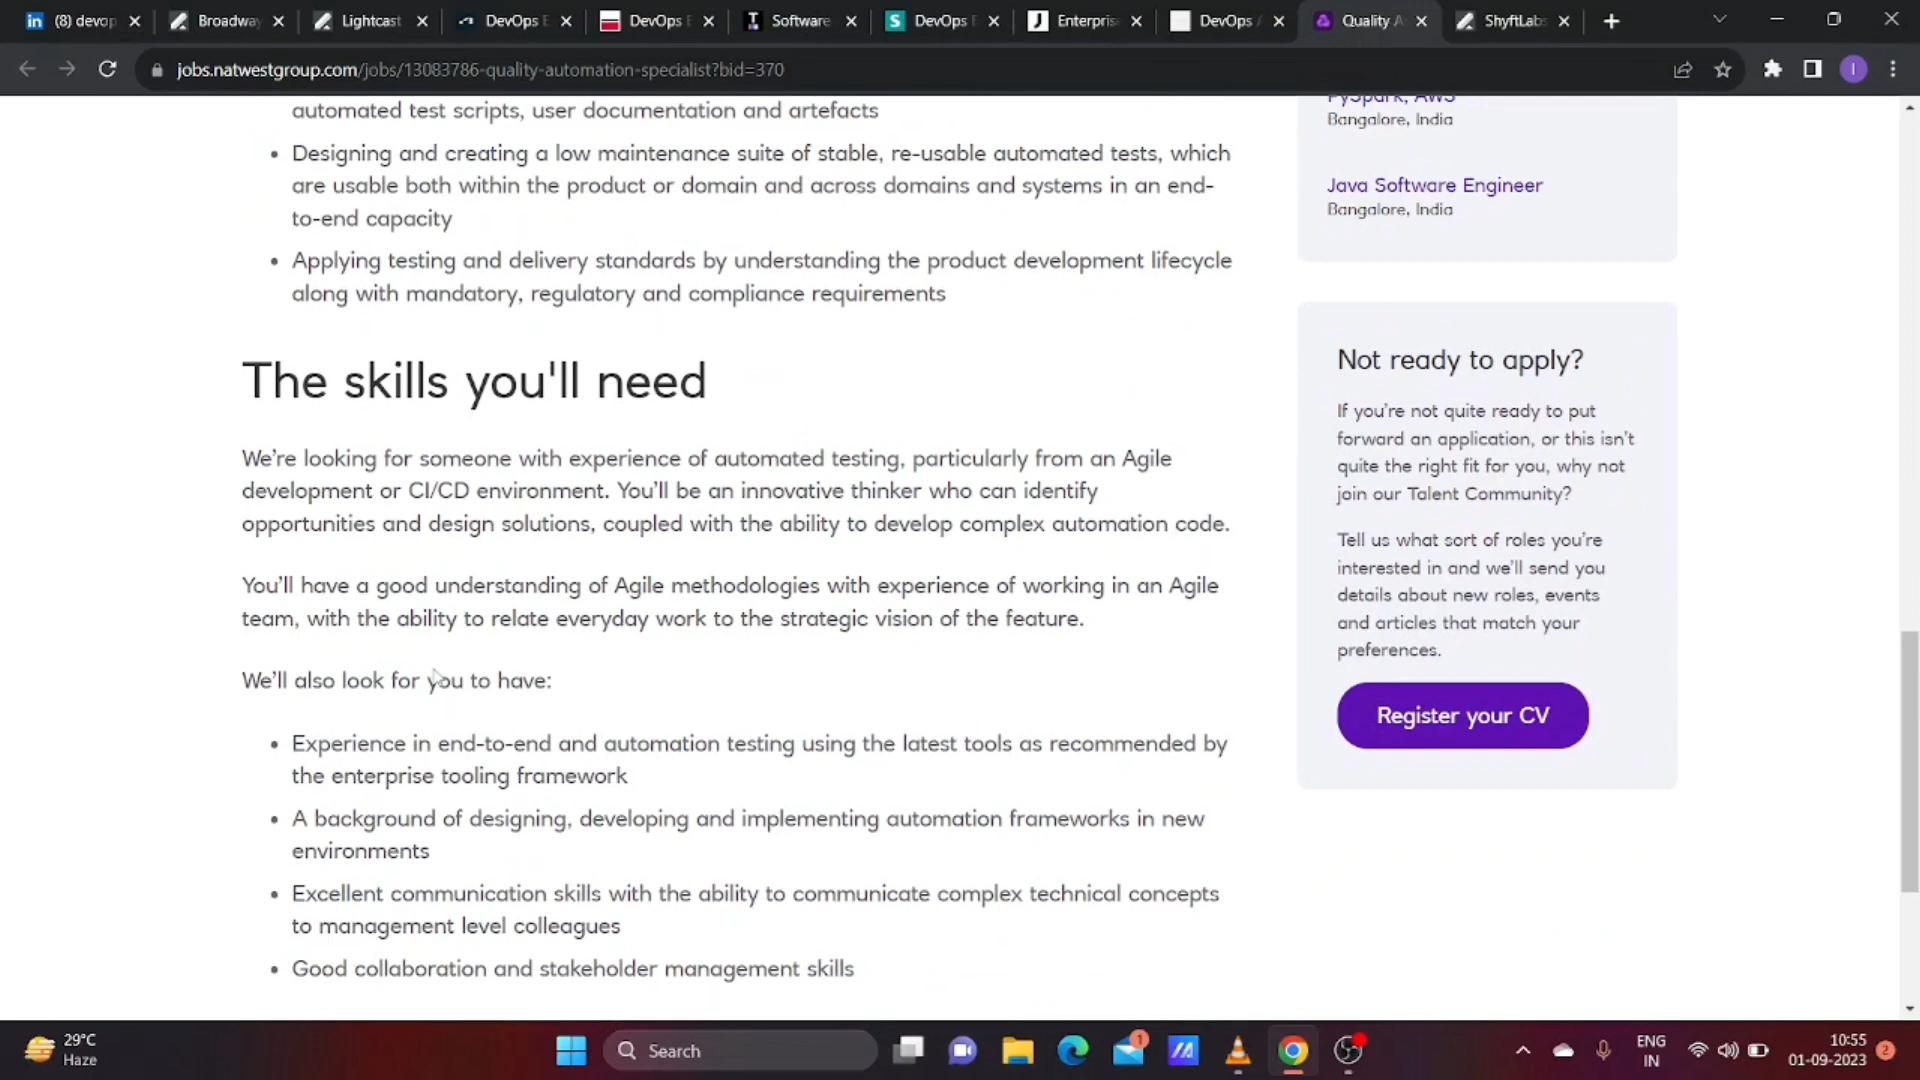 (8) devop
Broadway
Lightcast
DevOps E
DevOps E
Software
DevOps E
Enterpris
DevOps A
Quality A
ShyftLabs
jobs.natwestgroup.com/jobs/13083786-quality-automation-specialist?bid=370
I
automated test scripts, user documentation and artefacts
• Designing and creating a low maintenance suite of stable, re-usable automated tests, which
are usable both within the product or domain and across domains and systems in an end-
to-end capacity
• Applying testing and delivery standards by understanding the product development lifecycle
along with mandatory, regulatory and compliance requirements
The skills you'll need
We're looking for someone with experience of automated testing, particularly from an Agile
development or CI/CD environment. You'll be an innovative thinker who can identify
opportunities and design solutions, coupled with the ability to develop complex automation code.
You'll have a good understanding of Agile methodologies with experience of working in an Agile
team, with the ability to relate everyday work to the strategic vision of the feature.
We'll also look for you to have:
• Experience in end-to-end and automation testing using the latest tools as recommended by
the enterprise tooling framework
• A background of designing, developing and implementing automation frameworks in new
environments
• Excellent communication skills with the ability to communicate complex technical concepts
to management level colleagues
• Good collaboration and stakeholder management skills
PySpark, AWS
Bangalore, India
Java Software Engineer
Bangalore, India
Not ready to apply?
If you're not quite ready to put
forward an application, or this isn't
quite the right fit for you, why not
join our Talent Community?
Tell us what sort of roles you're
interested in and we'll send you
details about new roles, events
and articles that match your
preferences.
Register your CV
29°C
Haze
Search
1
ENG
IN
10:55
01-09-2023
2